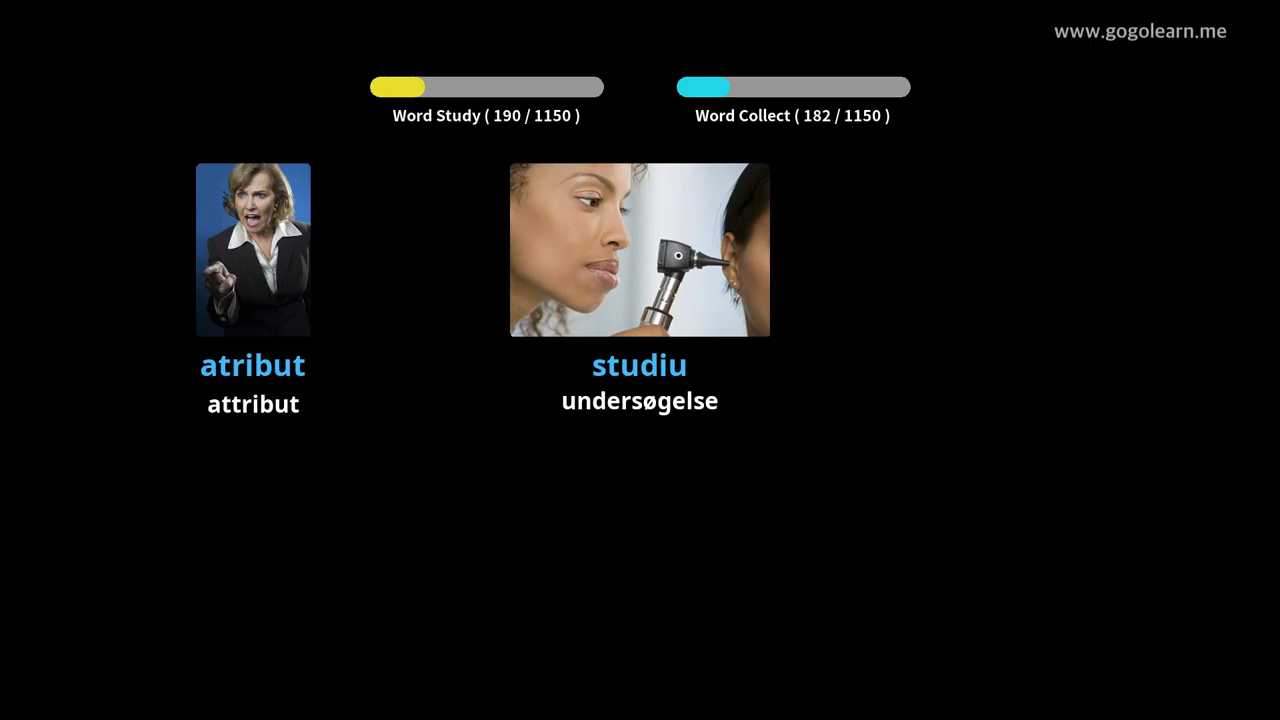 www.gogolearn.me
Word Study ( 190 / 1150 )
Word Collect ( 182 / 1150 )
atribut
attribut
studiu
undersøgelse